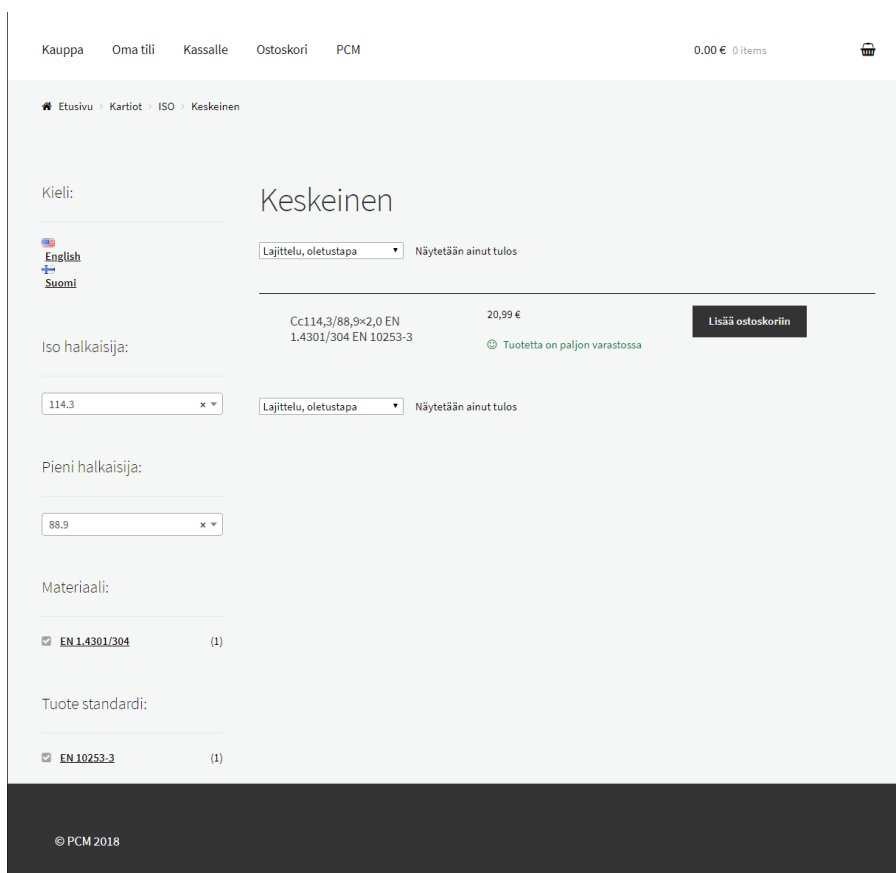 Kauppa Oma tili Kassalle Ostoskori PCM 0.00 € 0 items
Etusivu › Kartiot › ISO › Keskeinen
Kieli:
English
Suomi
Iso halkaisija:
114.3 ×
Pieni halkaisija:
88.9 ×
Materiaali:
EN 1.4301/304 (1)
Tuote standardi:
EN 10253-3 (1)
Keskeinen
Lajittelu, oletustapa Näytetään ainut tulos
Cc114,3/88,9×2,0 EN
1.4301/304 EN 10253-3
20,99 €
Tuotetta on paljon varastossa
Lisää ostoskoriin
Lajittelu, oletustapa Näytetään ainut tulos
© PCM 2018